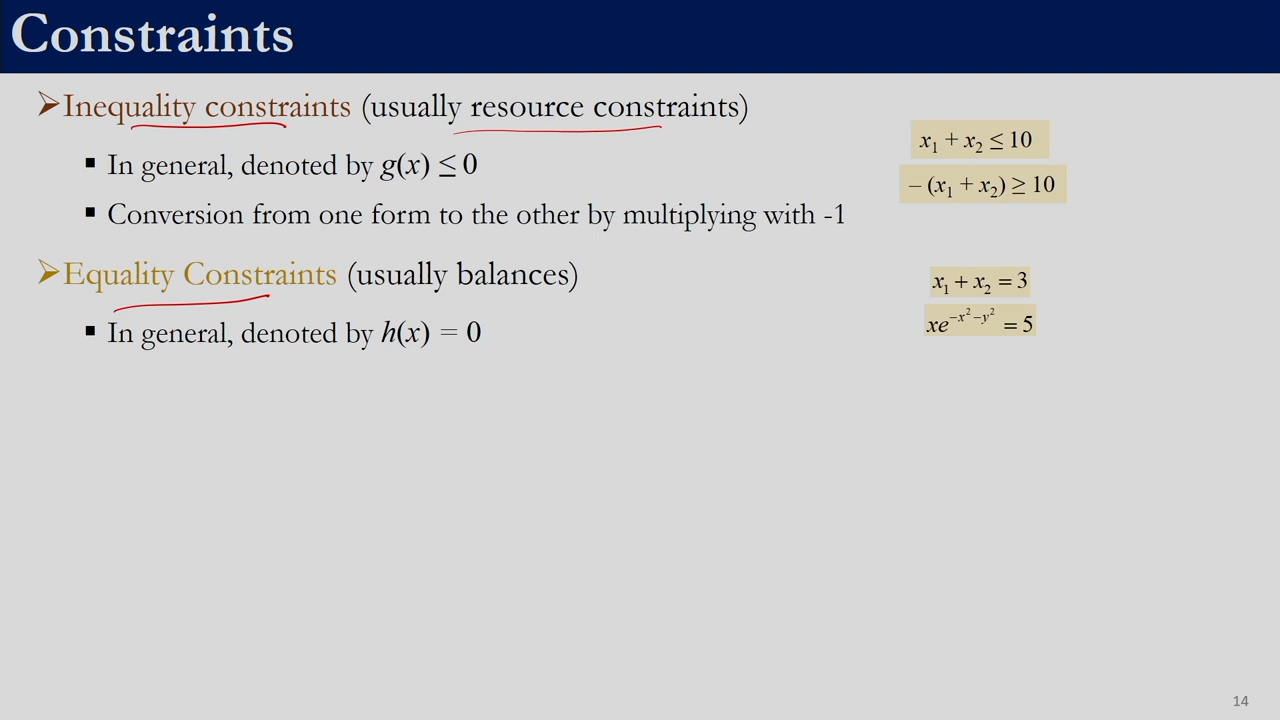 Constraints
➢Inequality constraints (usually resource constraints)
▪ In general, denoted by g(x) ≤ 0
▪ Conversion from one form to the other by multiplying with -1
x₁ + x₂ ≤ 10
– (x₁ + x₂) ≥ 10
➢Equality Constraints (usually balances)
▪ In general, denoted by h(x) = 0
x₁ + x₂ = 3
xe^{-x²-y²} = 5
14